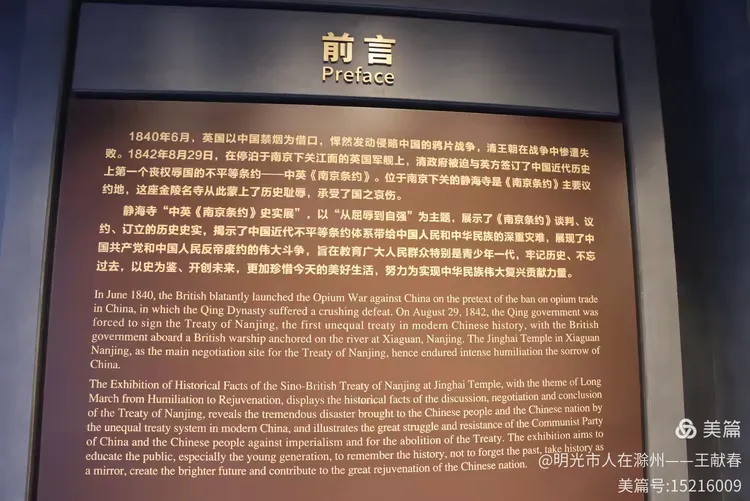 前言
Preface
1840年6月，英国以中国禁烟为借口，悍然发动侵略中国的鸦片战争，清王朝在战争中惨遭失
败。1842年8月29日，在停泊于南京下关江面的英国军舰上，清政府被迫与英方签订了中国近代历史
上第一个丧权辱国的不平等条约——中英《南京条约》。位于南京下关的静海寺是《南京条约》主要议
约地，这座金陵名寺从此蒙上了历史耻辱，承受了国之哀伤。
静海寺“中英《南京条约》史实展”，以“从屈辱到自强”为主题，展示了《南京条约》谈判、议
约、订立的历史史实，揭示了中国近代不平等条约体系带给中国人民和中华民族的深重灾难，展现了中
国共产党和中国人民反帝废约的伟大斗争，旨在教育广大人民群众特别是青少年一代，牢记历史、不忘
过去，以史为鉴、开创未来，更加珍惜今天的美好生活，努力为实现中华民族伟大复兴贡献力量。
In June 1840, the British blatantly launched the Opium War against China on the pretext of the ban on opium trade
in China, in which the Qing Dynasty suffered a crushing defeat. On August 29, 1842, the Qing government was
forced to sign the Treaty of Nanjing, the first unequal treaty in modern Chinese history, with the British
government aboard a British warship anchored on the river at Xiaguan, Nanjing. The Jinghai Temple in Xiaguan
Nanjing, as the main negotiation site for the Treaty of Nanjing, hence endured intense humiliation the sorrow of
China.
The Exhibition of Historical Facts of the Sino-British Treaty of Nanjing at Jinghai Temple, with the theme of Long
March from Humiliation to Rejuvenation, displays the historical facts of the discussion, negotiation and conclusion
of the Treaty of Nanjing, reveals the tremendous disaster brought to the Chinese people and the Chinese nation by
the unequal treaty system in modern China, and illustrates the great struggle and resistance of the Communist Party
of China and the Chinese people against imperialism and for the abolition of the Treaty. The exhibition aims to
educate the public, especially the young generation, to remember the history, not to forget the past, take history as
a mirror, create the brighter future and contribute to the great rejuvenation of the Chinese nation.
美篇
@明光市人在滁州——王献春
美篇号:15216009